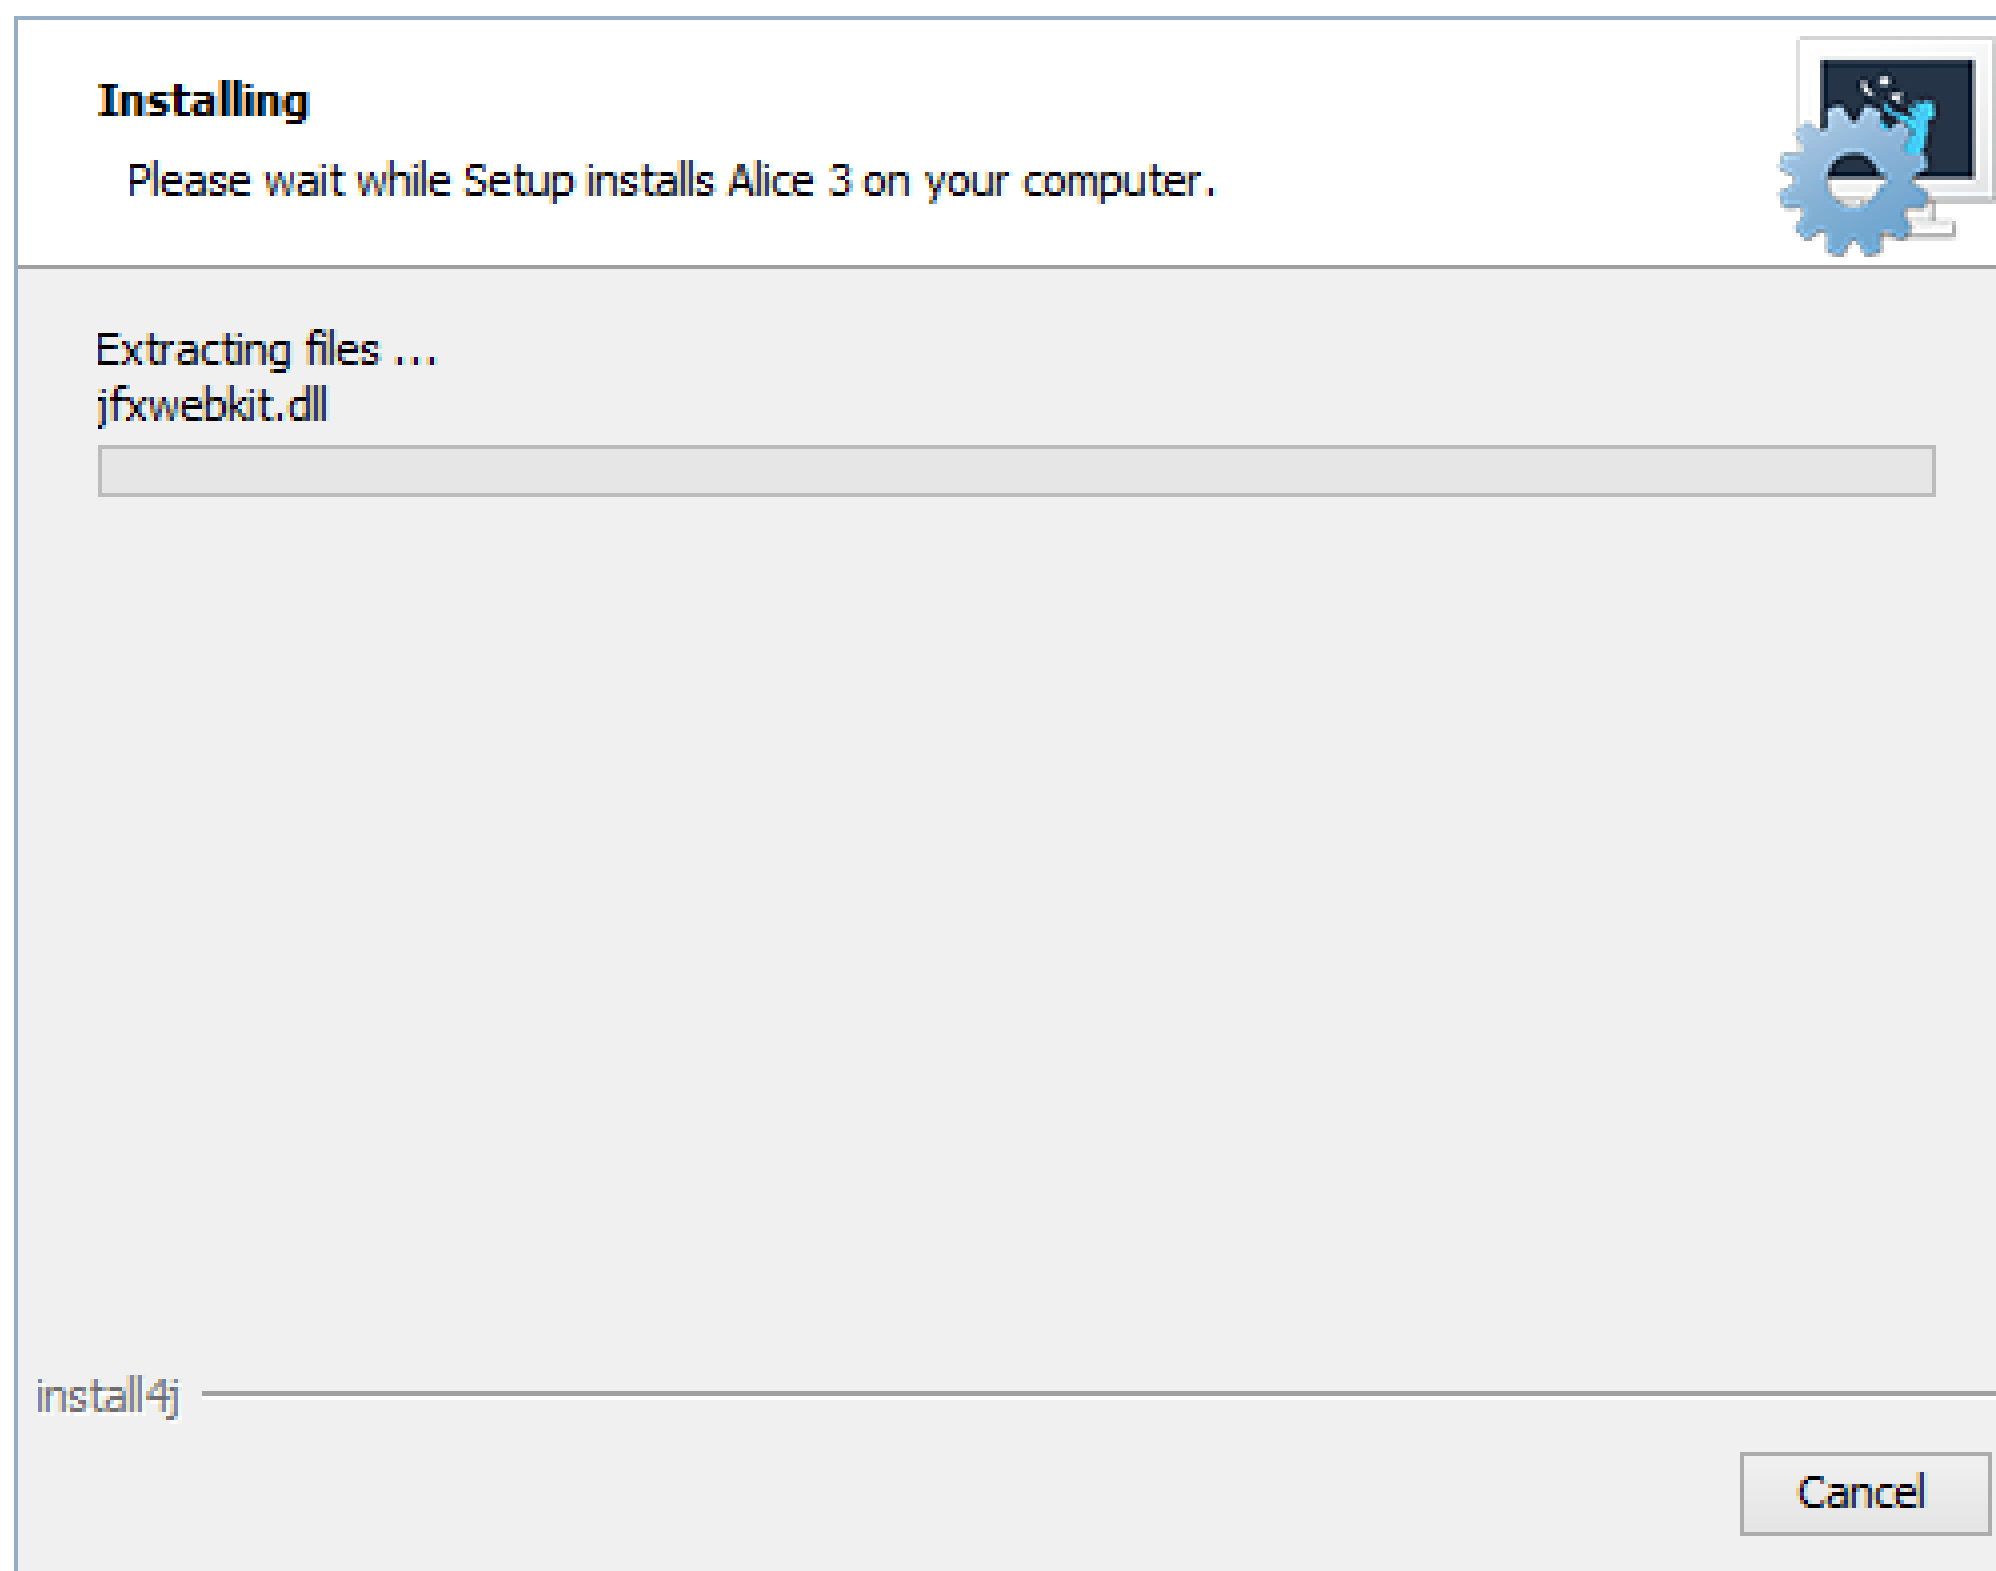 Installing
Please wait while Setup installs Alice 3 on your computer.
Extracting files ...
jfxwebkit.dll
install4j
Cancel